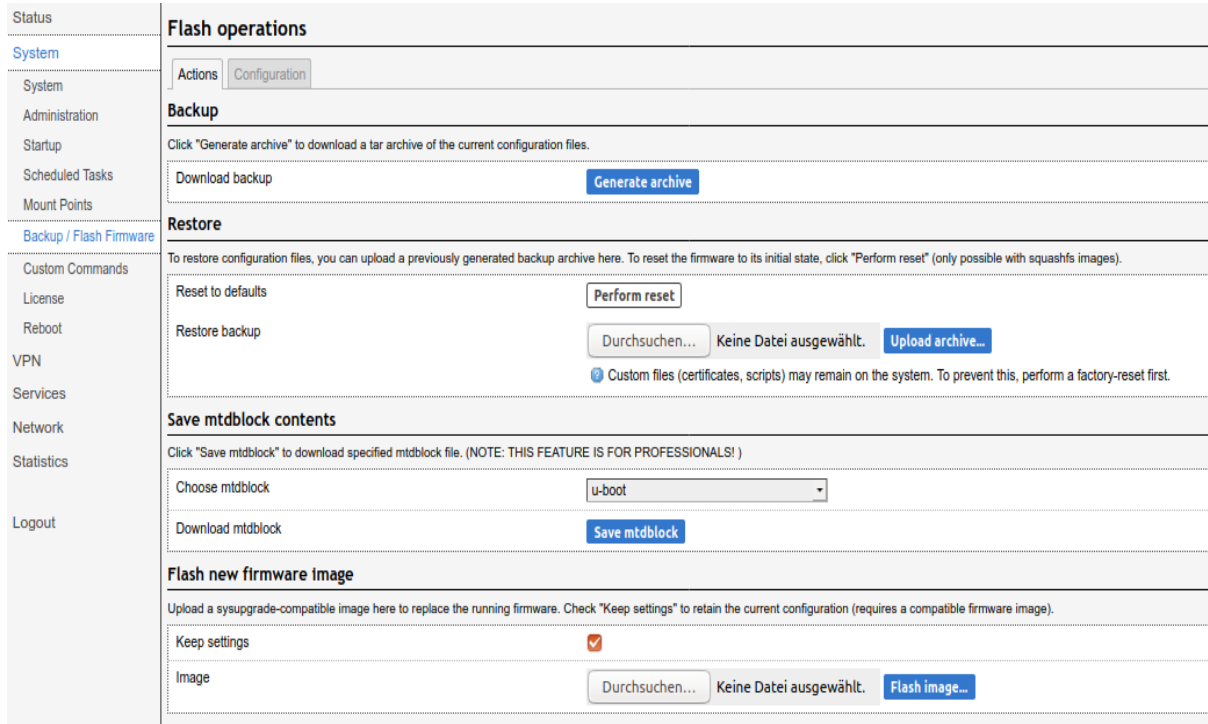 Status
System
System
Administration
Startup
Scheduled Tasks
Mount Points
Backup / Flash Firmware
Custom Commands
License
Reboot
VPN
Services
Network
Statistics
Logout
Flash operations
Actions Configuration
Backup
Click "Generate archive" to download a tar archive of the current configuration files.
Download backup Generate archive
Restore
To restore configuration files, you can upload a previously generated backup archive here. To reset the firmware to its initial state, click "Perform reset" (only possible with squashfs images).
Reset to defaults Perform reset
Restore backup Durchsuchen... Keine Datei ausgewählt. Upload archive...
Custom files (certificates, scripts) may remain on the system. To prevent this, perform a factory-reset first.
Save mtdblock contents
Click "Save mtdblock" to download specified mtdblock file. (NOTE: THIS FEATURE IS FOR PROFESSIONALS! )
Choose mtdblock u-boot
Download mtdblock Save mtdblock
Flash new firmware image
Upload a sysupgrade-compatible image here to replace the running firmware. Check "Keep settings" to retain the current configuration (requires a compatible firmware image).
Keep settings
Image Durchsuchen... Keine Datei ausgewählt. Flash image...